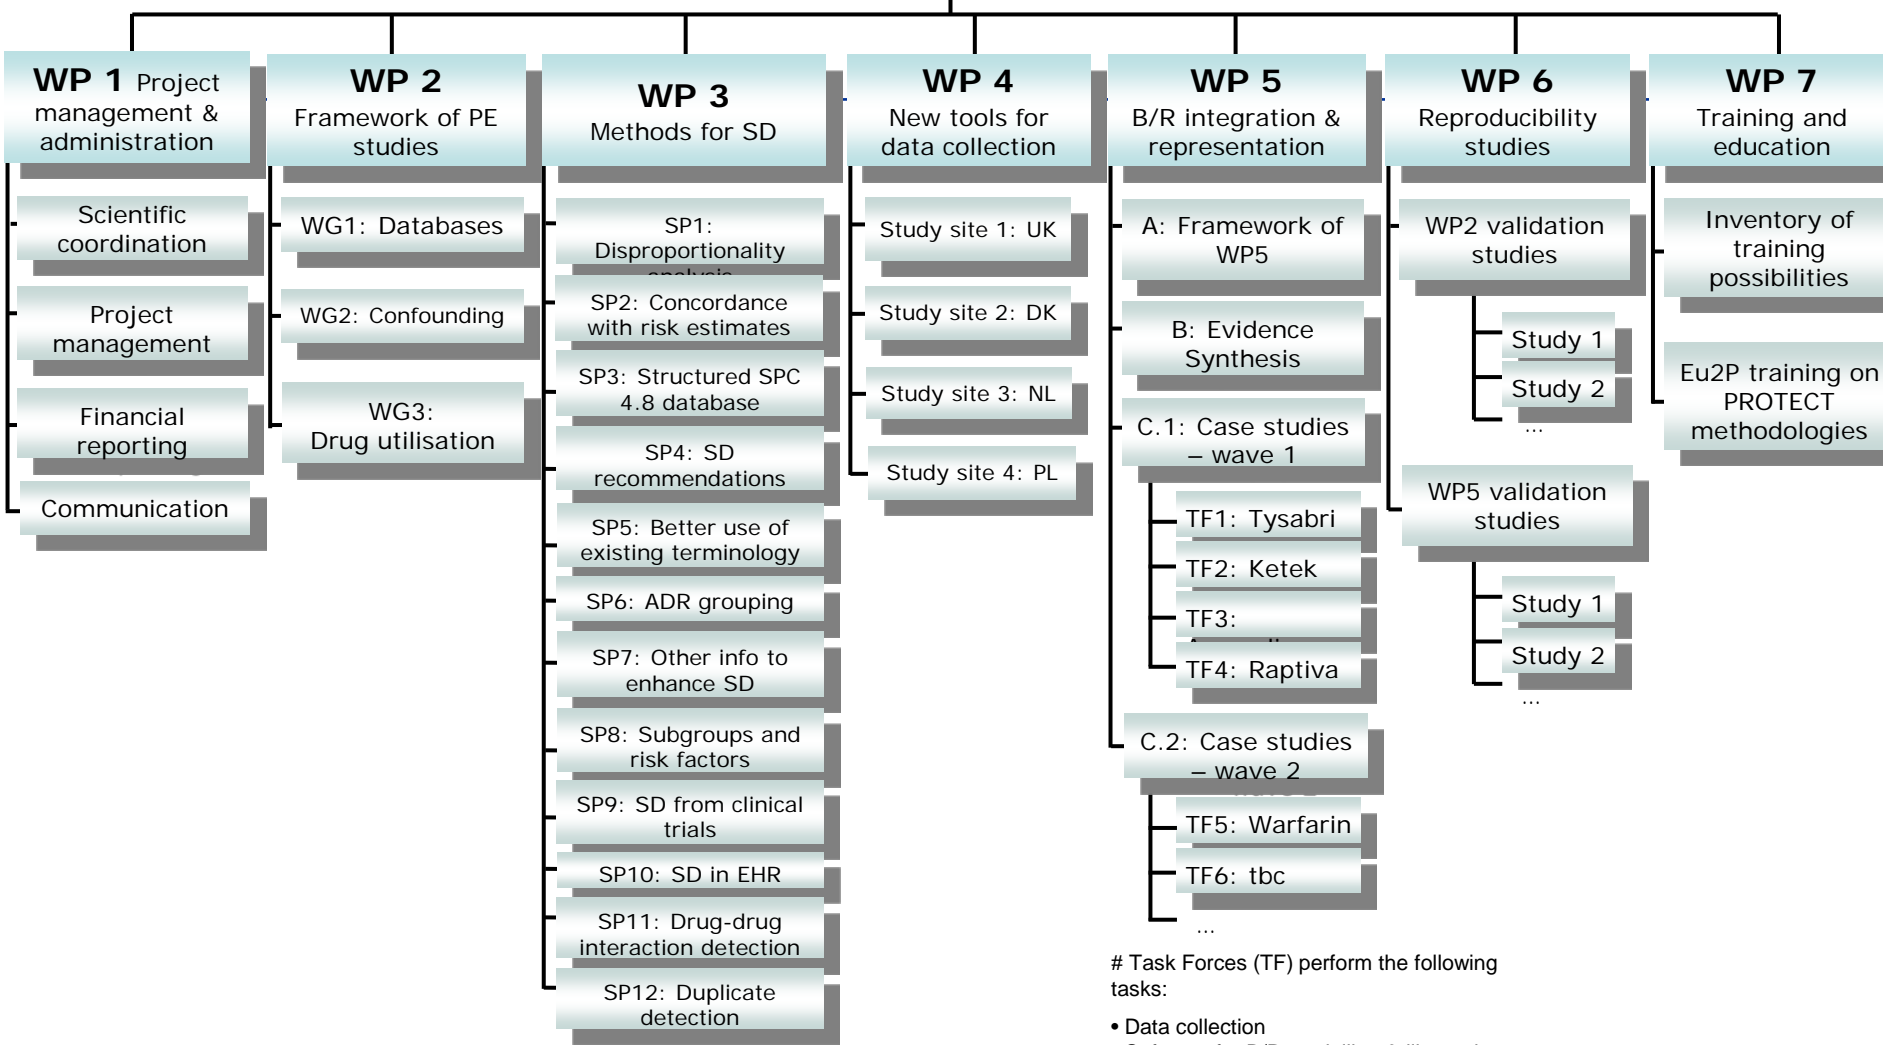 WP 1 Project
management &
administration
Scientific
coordination
Project
management
Financial
reporting
Communication
WP 2
Framework of PE
studies
WG1: Databases
WG2: Confounding
WG3:
Drug utilisation
WP 3
Methods for SD
SP1:
Disproportionality
SP2: Concordance
with risk estimates
SP3: Structured SPC
4.8 database
SP4: SD
recommendations
SP5: Better use of
existing terminology
SP6: ADR grouping
SP7: Other info to
enhance SD
SP8: Subgroups and
risk factors
SP9: SD from clinical
trials
SP10: SD in EHR
SP11: Drug-drug
interaction detection
SP12: Duplicate
detection
WP 4
New tools for
data collection
Study site 1: UK
Study site 2: DK
Study site 3: NL
Study site 4: PL
WP 5
B/R integration &
representation
A: Framework of
WP5
B: Evidence
Synthesis
C.1: Case studies
– wave 1
TF1: Tysabri
TF2: Ketek
TF3:
TF4: Raptiva
C.2: Case studies
– wave 2
TF5: Warfarin
TF6: tbc
...
# Task Forces (TF) perform the following
tasks:
• Data collection
WP 6
Reproducibility
studies
WP2 validation
studies
Study 1
Study 2
...
WP5 validation
studies
Study 1
Study 2
...
WP 7
Training and
education
Inventory of
training
possibilities
Eu2P training on
PROTECT
methodologies